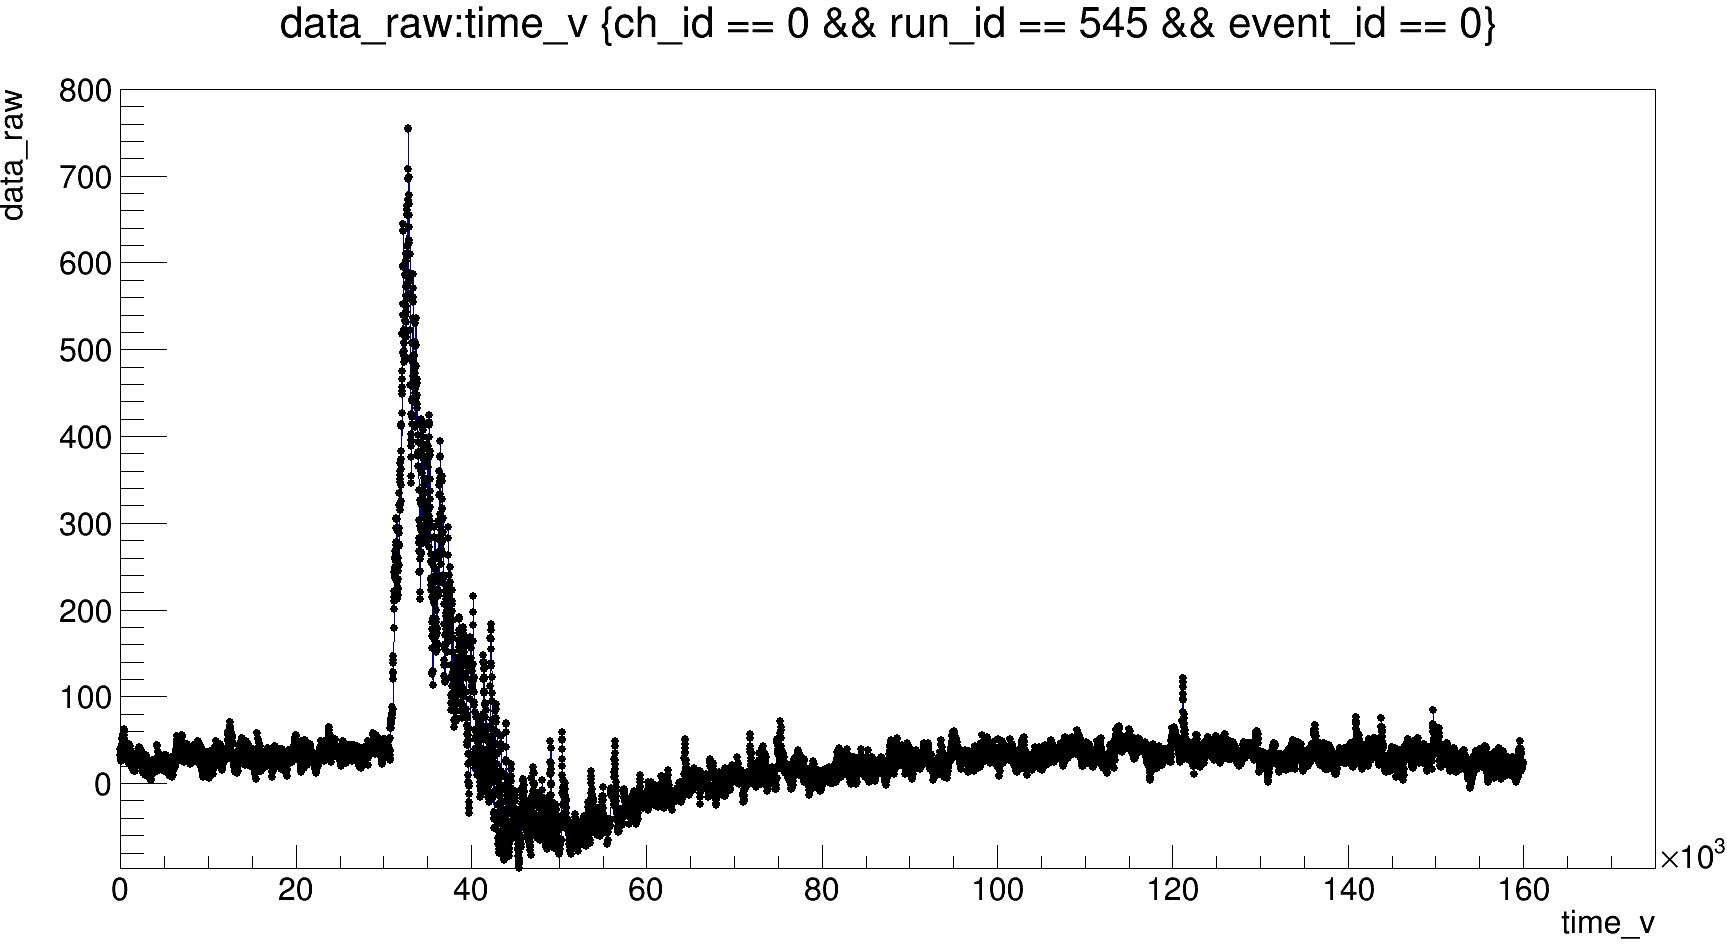 data_raw:time_v {ch_id == 0 && run_id == 545 && event_id == 0}
data_raw
800
700
600
500
400
300
200
100
0
0 20 40 60 80 100 120 140 160
×10³
time_v